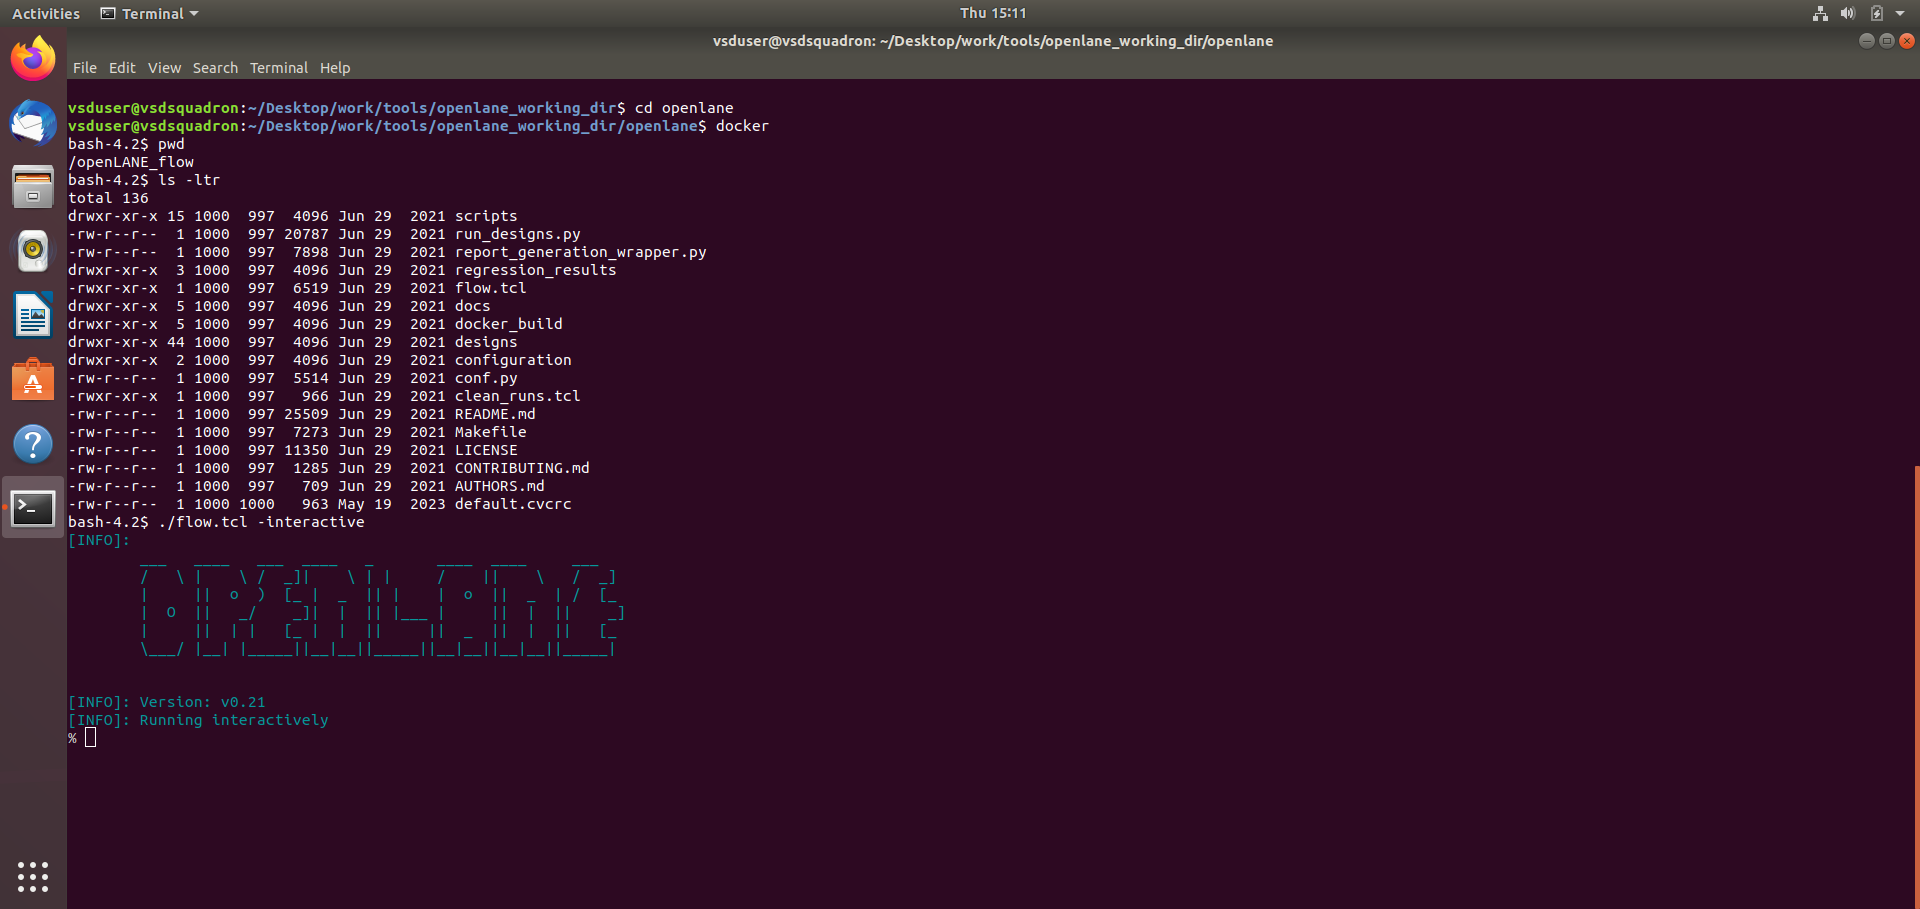 Activities Terminal Thu 15:11
vsduser@vsdsquadron: ~/Desktop/work/tools/openlane_working_dir/openlane
File Edit View Search Terminal Help
vsduser@vsdsquadron:~/Desktop/work/tools/openlane_working_dir$ cd openlane
vsduser@vsdsquadron:~/Desktop/work/tools/openlane_working_dir/openlane$ docker
bash-4.2$ pwd
/openLANE_flow
bash-4.2$ ls -ltr
total 136
drwxr-xr-x 15 1000  997  4096 Jun 29  2021 scripts
-rw-r--r--  1 1000  997 20787 Jun 29  2021 run_designs.py
-rw-r--r--  1 1000  997  7898 Jun 29  2021 report_generation_wrapper.py
drwxr-xr-x  3 1000  997  4096 Jun 29  2021 regression_results
-rwxr-xr-x  1 1000  997  6519 Jun 29  2021 flow.tcl
drwxr-xr-x  5 1000  997  4096 Jun 29  2021 docs
drwxr-xr-x  5 1000  997  4096 Jun 29  2021 docker_build
drwxr-xr-x 44 1000  997  4096 Jun 29  2021 designs
drwxr-xr-x  2 1000  997  4096 Jun 29  2021 configuration
-rw-r--r--  1 1000  997  5514 Jun 29  2021 conf.py
-rwxr-xr-x  1 1000  997   966 Jun 29  2021 clean_runs.tcl
-rw-r--r--  1 1000  997 25509 Jun 29  2021 README.md
-rw-r--r--  1 1000  997  7273 Jun 29  2021 Makefile
-rw-r--r--  1 1000  997 11350 Jun 29  2021 LICENSE
-rw-r--r--  1 1000  997  1285 Jun 29  2021 CONTRIBUTING.md
-rw-r--r--  1 1000  997   709 Jun 29  2021 AUTHORS.md
-rw-r--r--  1 1000 1000   963 May 19  2023 default.cvcrc
bash-4.2$ ./flow.tcl -interactive
[INFO]:
OPENLANE
[INFO]: Version: v0.21
[INFO]: Running interactively
%